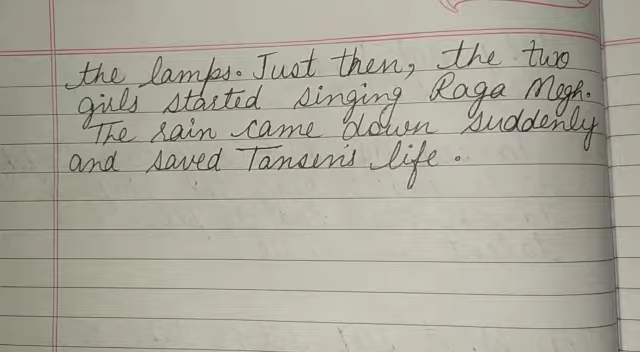 the lamps. Just then, the two
girls started singing Raga Megh.
The rain came down suddenly
and saved Tansen's life.